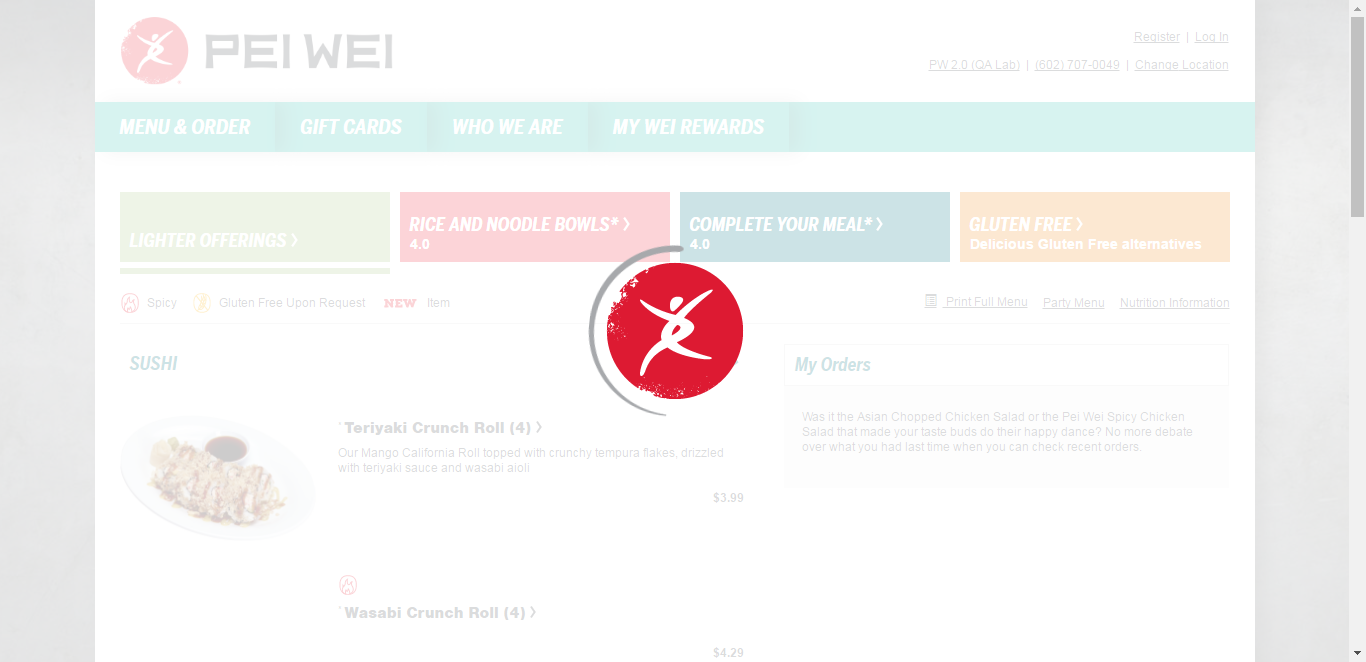 PEI WEI
Register | Log In
PW 2.0 (QA Lab) | (602) 707-0049 | Change Location
MENU & ORDER GIFT CARDS WHO WE ARE MY WEI REWARDS
LIGHTER OFFERINGS >
RICE AND NOODLE BOWLS* >
4.0
COMPLETE YOUR MEAL* >
4.0
GLUTEN FREE >
Delicious Gluten Free alternatives
Spicy Gluten Free Upon Request NEW Item
Print Full Menu Party Menu Nutrition Information
SUSHI
*Teriyaki Crunch Roll (4) >
Our Mango California Roll topped with crunchy tempura flakes, drizzled
with teriyaki sauce and wasabi aioli
$3.99
*Wasabi Crunch Roll (4) >
$4.29
My Orders
Was it the Asian Chopped Chicken Salad or the Pei Wei Spicy Chicken
Salad that made your taste buds do their happy dance? No more debate
over what you had last time when you can check recent orders.